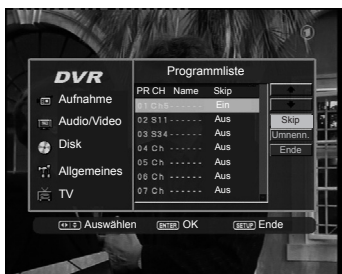 DVR
Programmliste
PR CH Name Skip
01 Ch5 ------ Ein
02 S11 ------ Aus
03 S34 ------ Aus
04 Ch ------ Aus
05 Ch ------ Aus
06 Ch ------ Aus
07 Ch ------ Aus
Aufnahme
Audio/Video
Disk
Allgemeines
TV
Skip
Umnenn.
Ende
Auswählen ENTER OK SETUP Ende